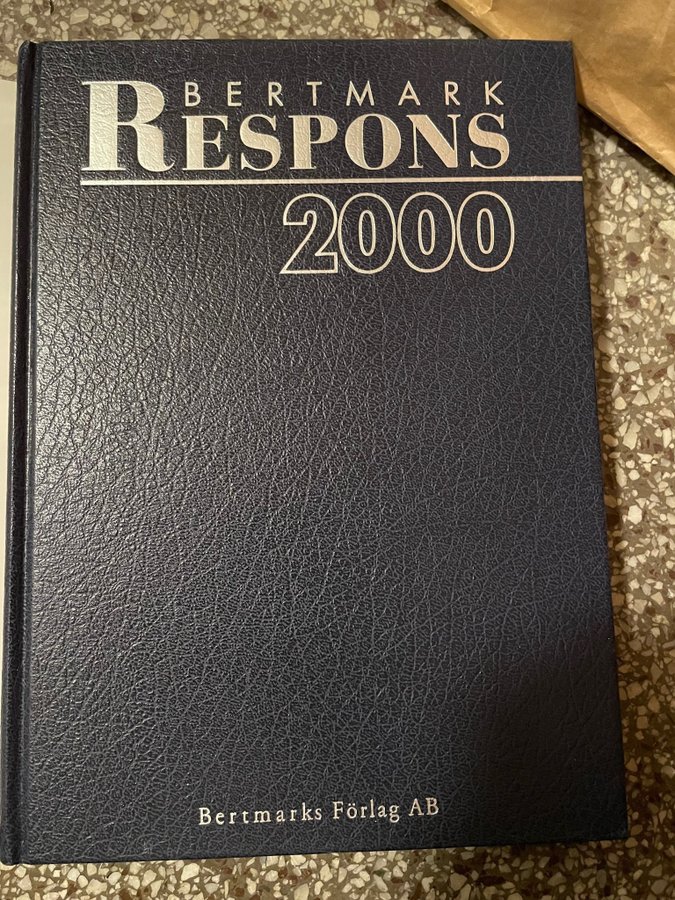 BERTMARK
RESPONS
2000
Bertmarks Förlag AB